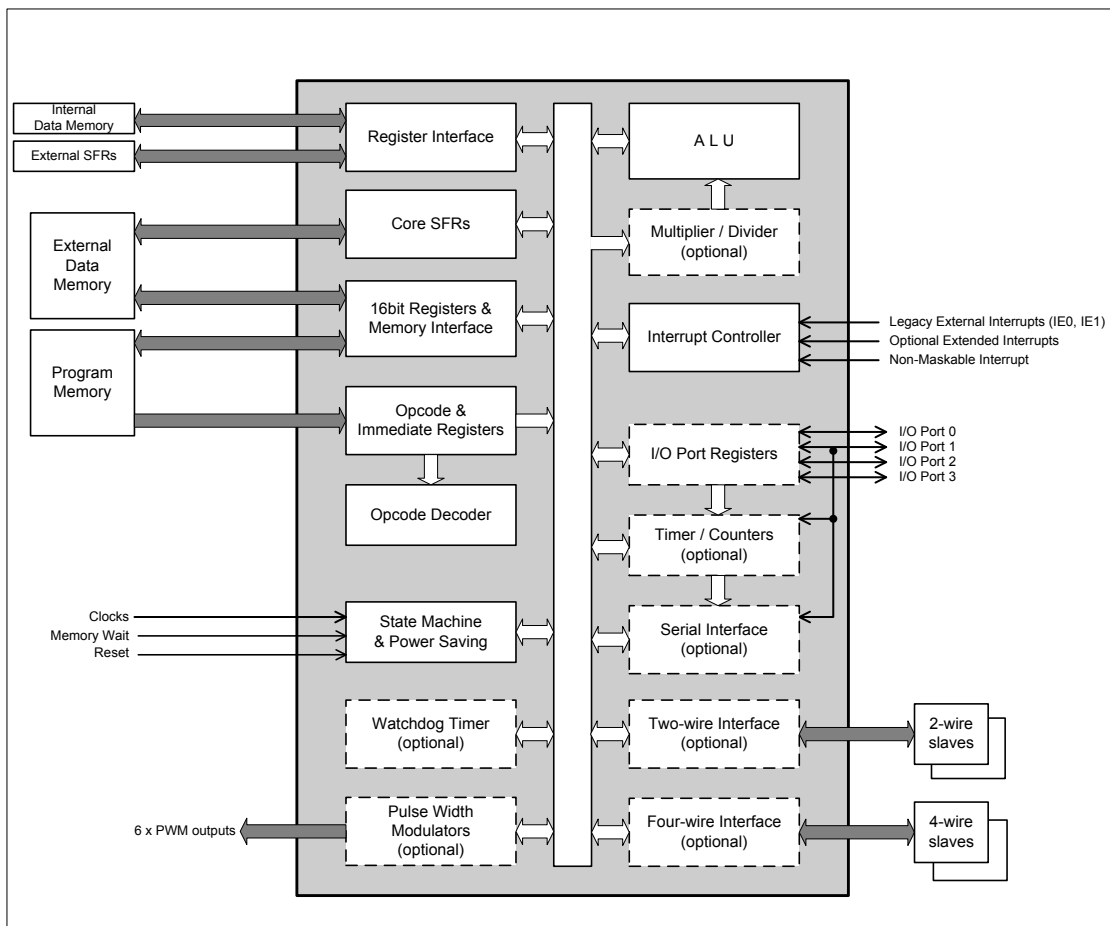 Internal
Data Memory
External SFRs
External
Data
Memory
Program
Memory
Clocks
Memory Wait
Reset
6 x PWM outputs
Register Interface
Core SFRs
16bit Registers &
Memory Interface
Opcode &
Immediate Registers
Opcode Decoder
State Machine
& Power Saving
Watchdog Timer
(optional)
Pulse Width
Modulators
(optional)
A L U
Multiplier / Divider
(optional)
Interrupt Controller
I/O Port Registers
Timer / Counters
(optional)
Serial Interface
(optional)
Two-wire Interface
(optional)
Four-wire Interface
(optional)
Legacy External Interrupts (IE0, IE1)
Optional Extended Interrupts
Non-Maskable Interrupt
I/O Port 0
I/O Port 1
I/O Port 2
I/O Port 3
2-wire
slaves
4-wire
slaves